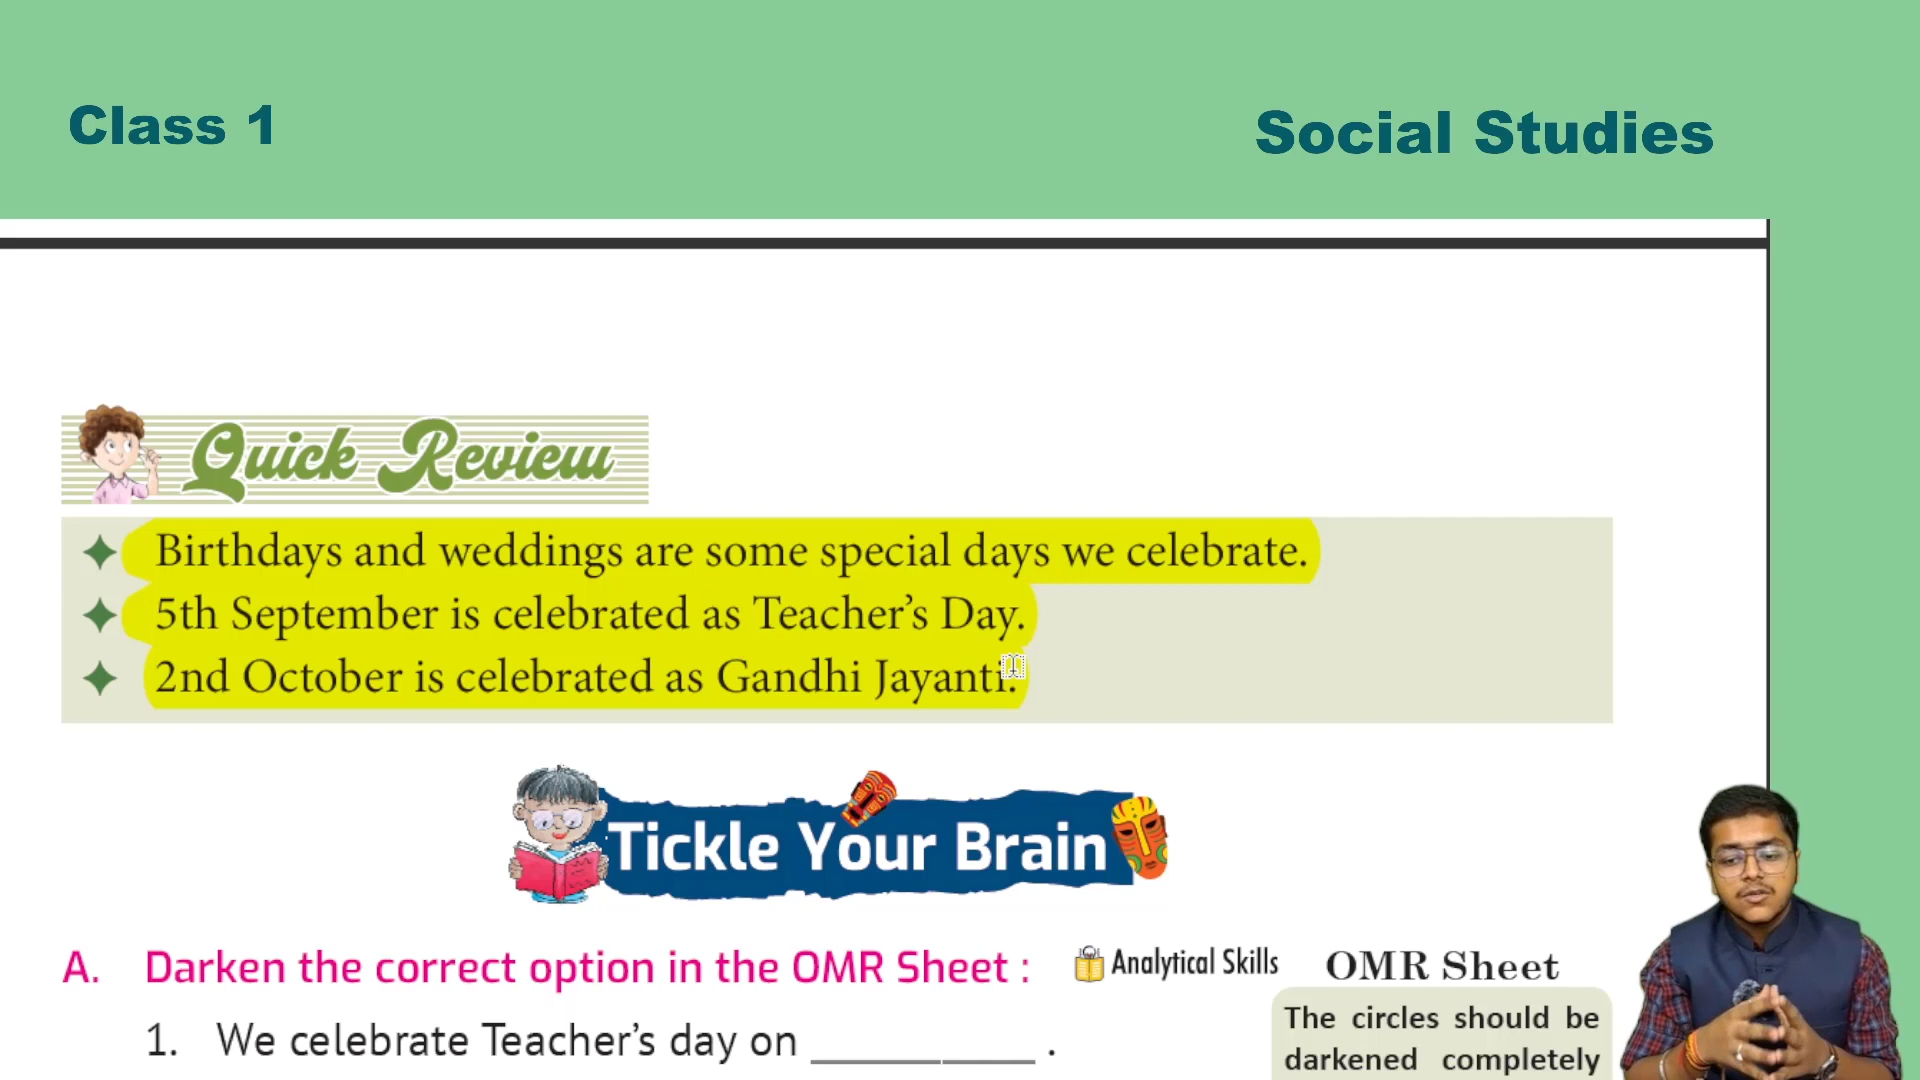 Class 1
Social Studies
Quick Review
Birthdays and weddings are some special days we celebrate.
5th September is celebrated as Teacher’s Day.
2nd October is celebrated as Gandhi Jayanti.
Tickle Your Brain
A. Darken the correct option in the OMR Sheet :
Analytical Skills
OMR Sheet
1. We celebrate Teacher’s day on __________ .
The circles should be
darkened completely